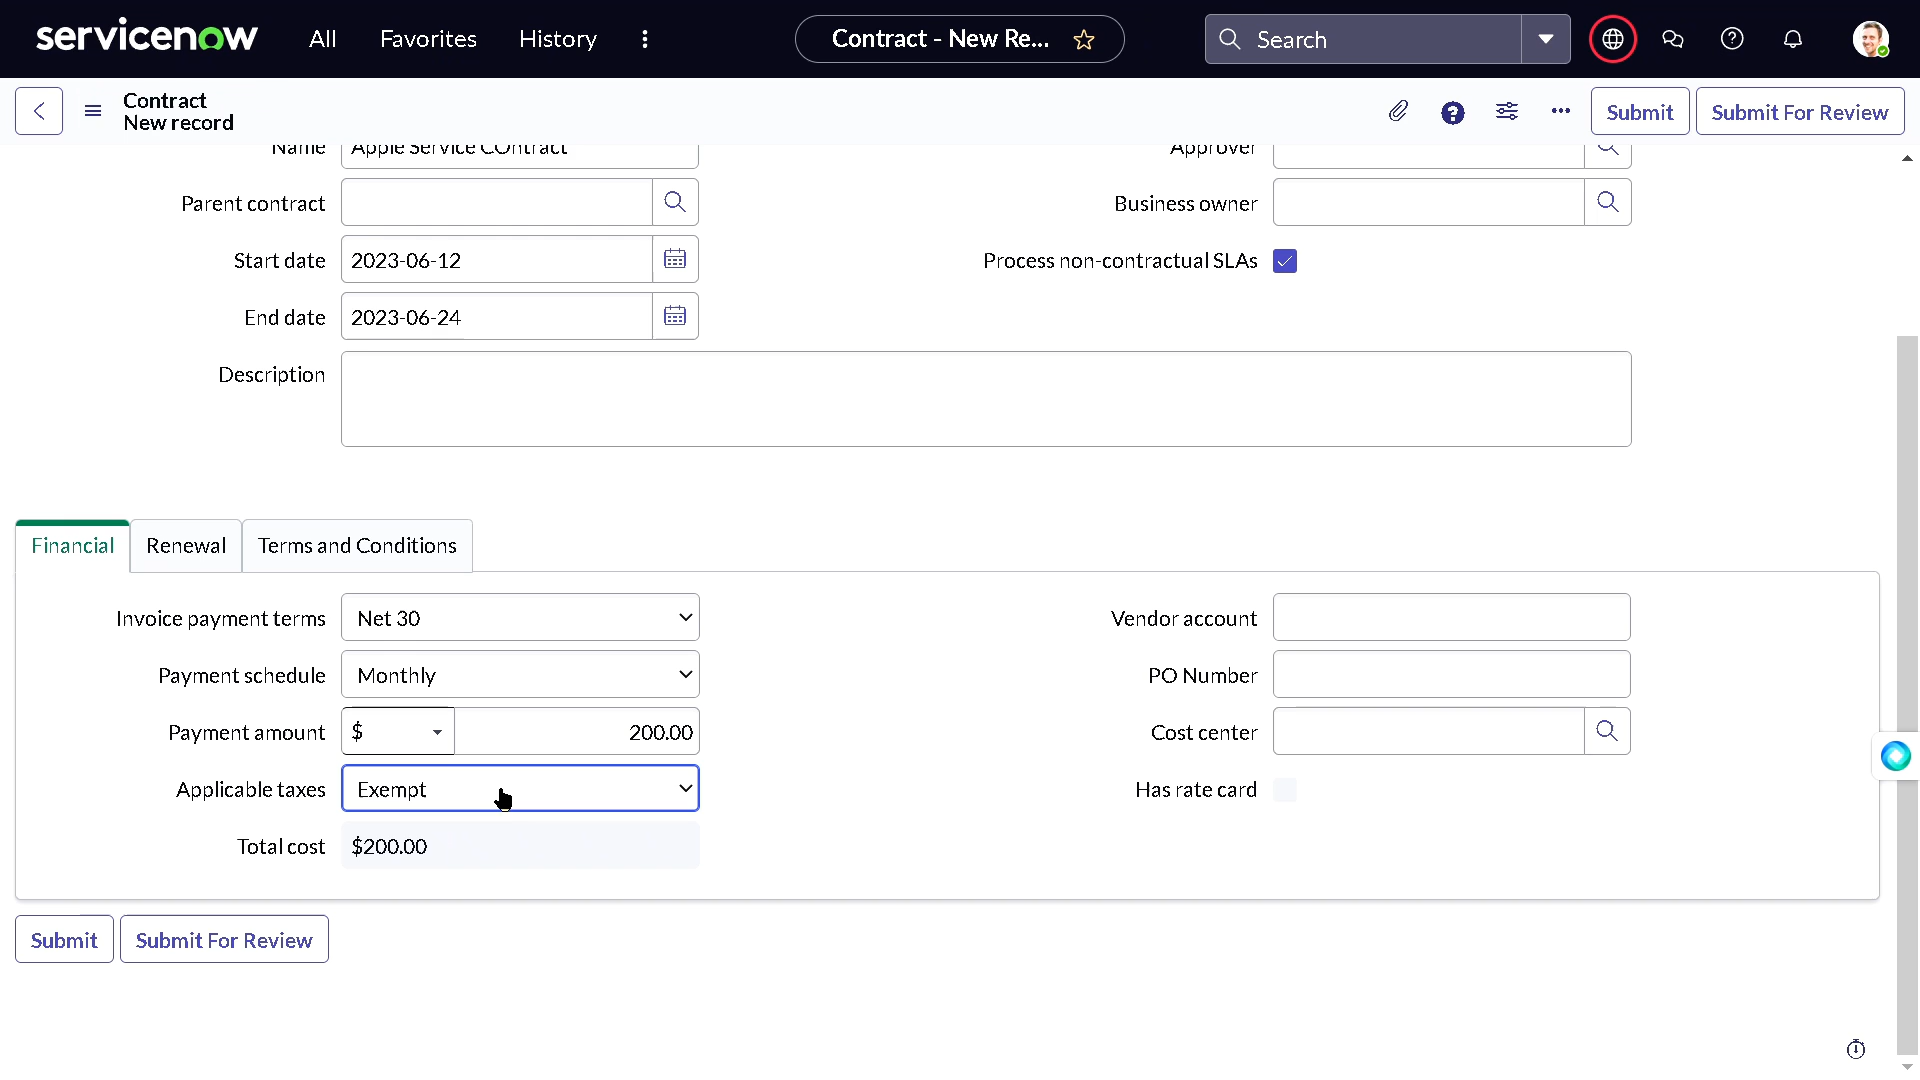 servicenow All Favorites History Contract - New Re... Search
Contract
New record
Submit Submit For Review
Name Apple Service COntract Approver
Parent contract Business owner
Start date 2023-06-12 Process non-contractual SLAs
End date 2023-06-24
Description
Financial Renewal Terms and Conditions
Invoice payment terms Net 30 Vendor account
Payment schedule Monthly PO Number
Payment amount $ 200.00 Cost center
Applicable taxes Exempt Has rate card
Total cost $200.00
Submit Submit For Review